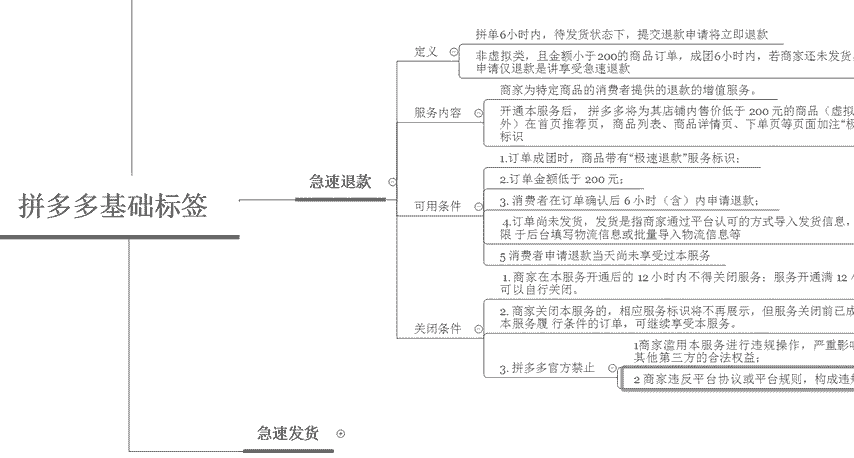 拼多多基础标签
急速退款
定义
拼单6小时内，待发货状态下，提交退款申请将立即退款
非虚拟类，且金额小于200的商品订单，成团6小时内，若商家还未发货，
申请仅退款是讲享受急速退款
服务内容
商家为特定商品的消费者提供的退款的增值服务。
开通本服务后， 拼多多将为其店铺内售价低于 200 元的商品（虚拟
外）在首页推荐页，商品列表、商品详情页、下单页等页面加注“极
标识
可用条件
1.订单成团时，商品带有“极速退款”服务标识；
2.订单金额低于 200 元；
3. 消费者在订单确认后 6 小时（含）内申请退款；
4.订单尚未发货，发货是指商家通过平台认可的方式导入发货信息，
限 于后台填写物流信息或批量导入物流信息等
5 消费者申请退款当天尚未享受过本服务
关闭条件
1. 商家在本服务开通后的 12 小时内不得关闭服务；服务开通满 12 小
可以自行关闭。
2. 商家关闭本服务的，相应服务标识将不再展示，但服务关闭前已成
本服务履 行条件的订单，可继续享受本服务。
3. 拼多多官方禁止
1商家滥用本服务进行违规操作，严重影响
其他第三方的合法权益；
2 商家违反平台协议或平台规则，构成违规
急速发货